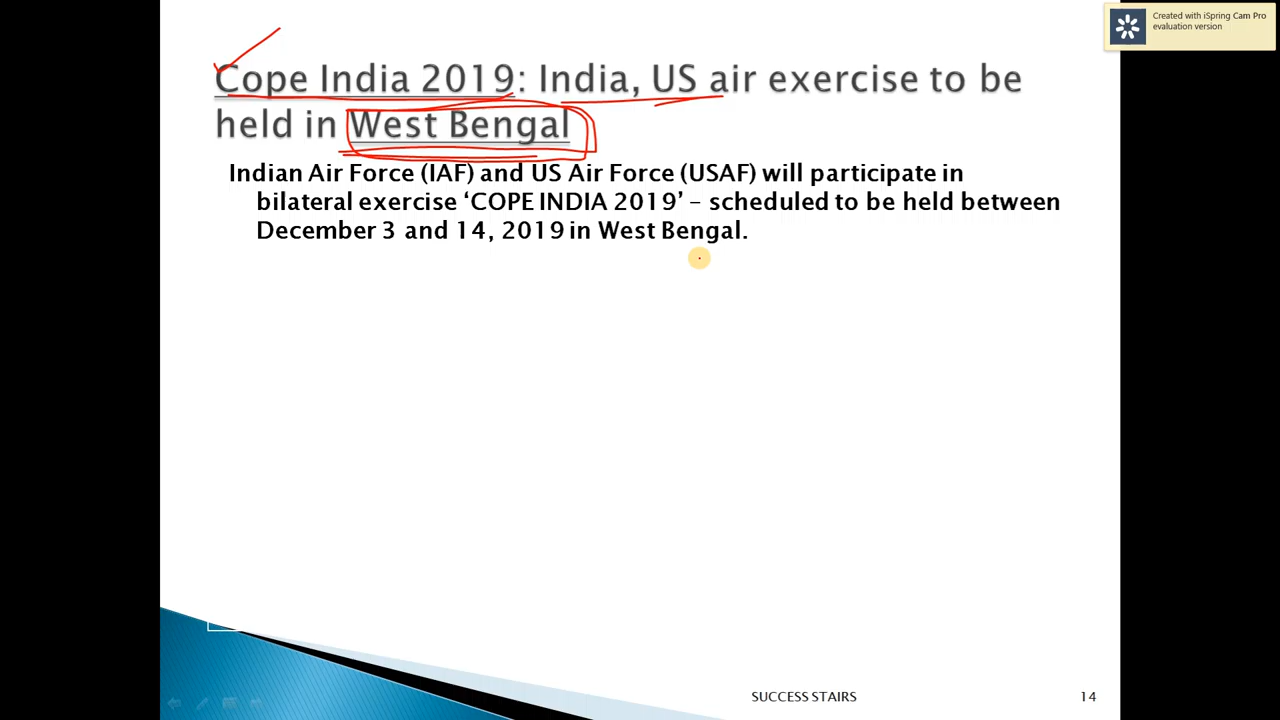 Created with iSpring Cam Pro
evaluation version
Cope India 2019: India, US air exercise to be
held in West Bengal
Indian Air Force (IAF) and US Air Force (USAF) will participate in
bilateral exercise ‘COPE INDIA 2019’ – scheduled to be held between
December 3 and 14, 2019 in West Bengal.
SUCCESS STAIRS
14